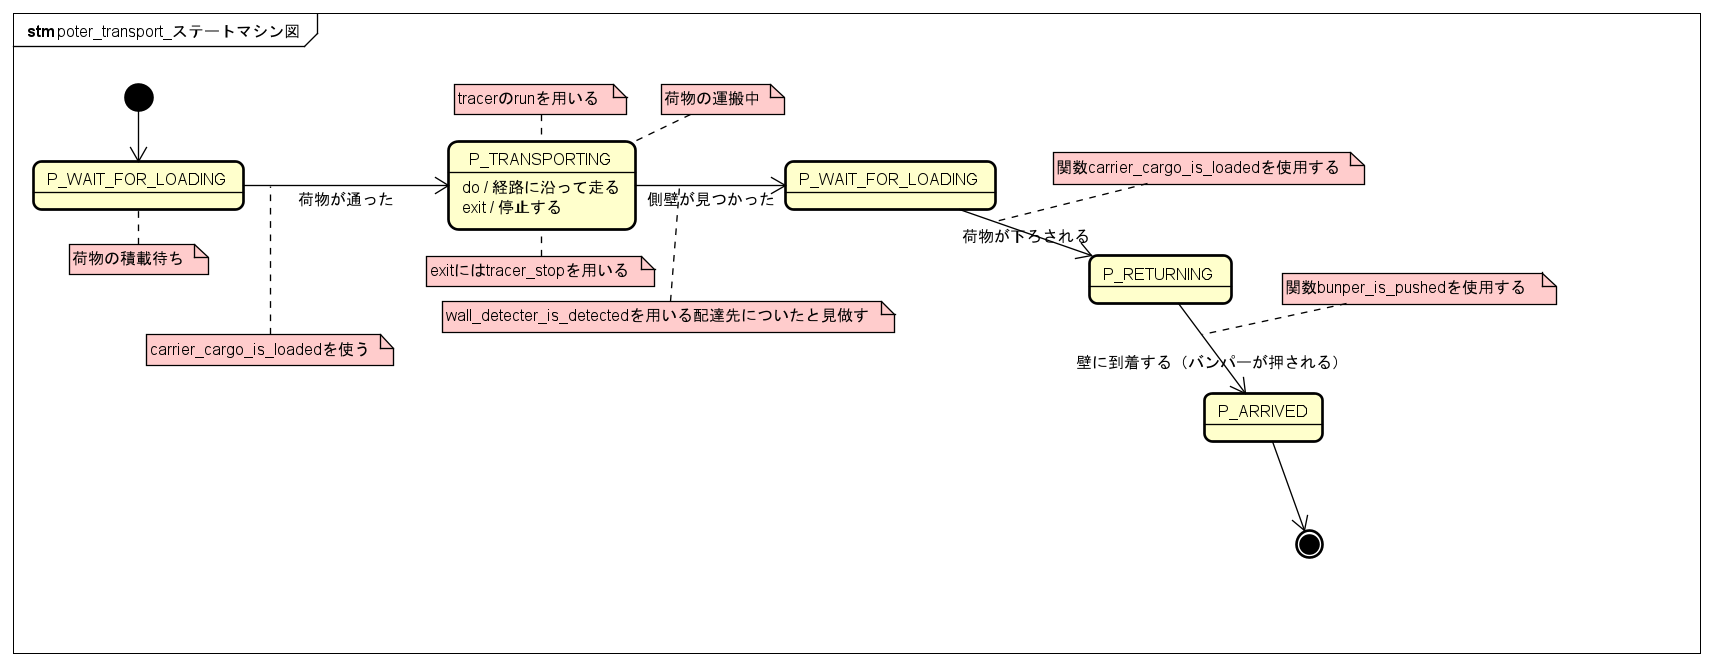 stm poter_transport_ステートマシン図
tracerのrunを用いる
荷物の運搬中
P_WAIT_FOR_LOADING
荷物が通った
P_TRANSPORTING
do / 経路に沿って走る
exit / 停止する
側壁が見つかった
P_WAIT_FOR_LOADING
関数carrier_cargo_is_loadedを使用する
荷物の積載待ち
exitにはtracer_stopを用いる
荷物が下ろされる
P_RETURNING
関数bunper_is_pushedを使用する
wall_detecter_is_detectedを用いる配達先についたと見做す
carrier_cargo_is_loadedを使う
壁に到着する（バンパーが押される）
P_ARRIVED